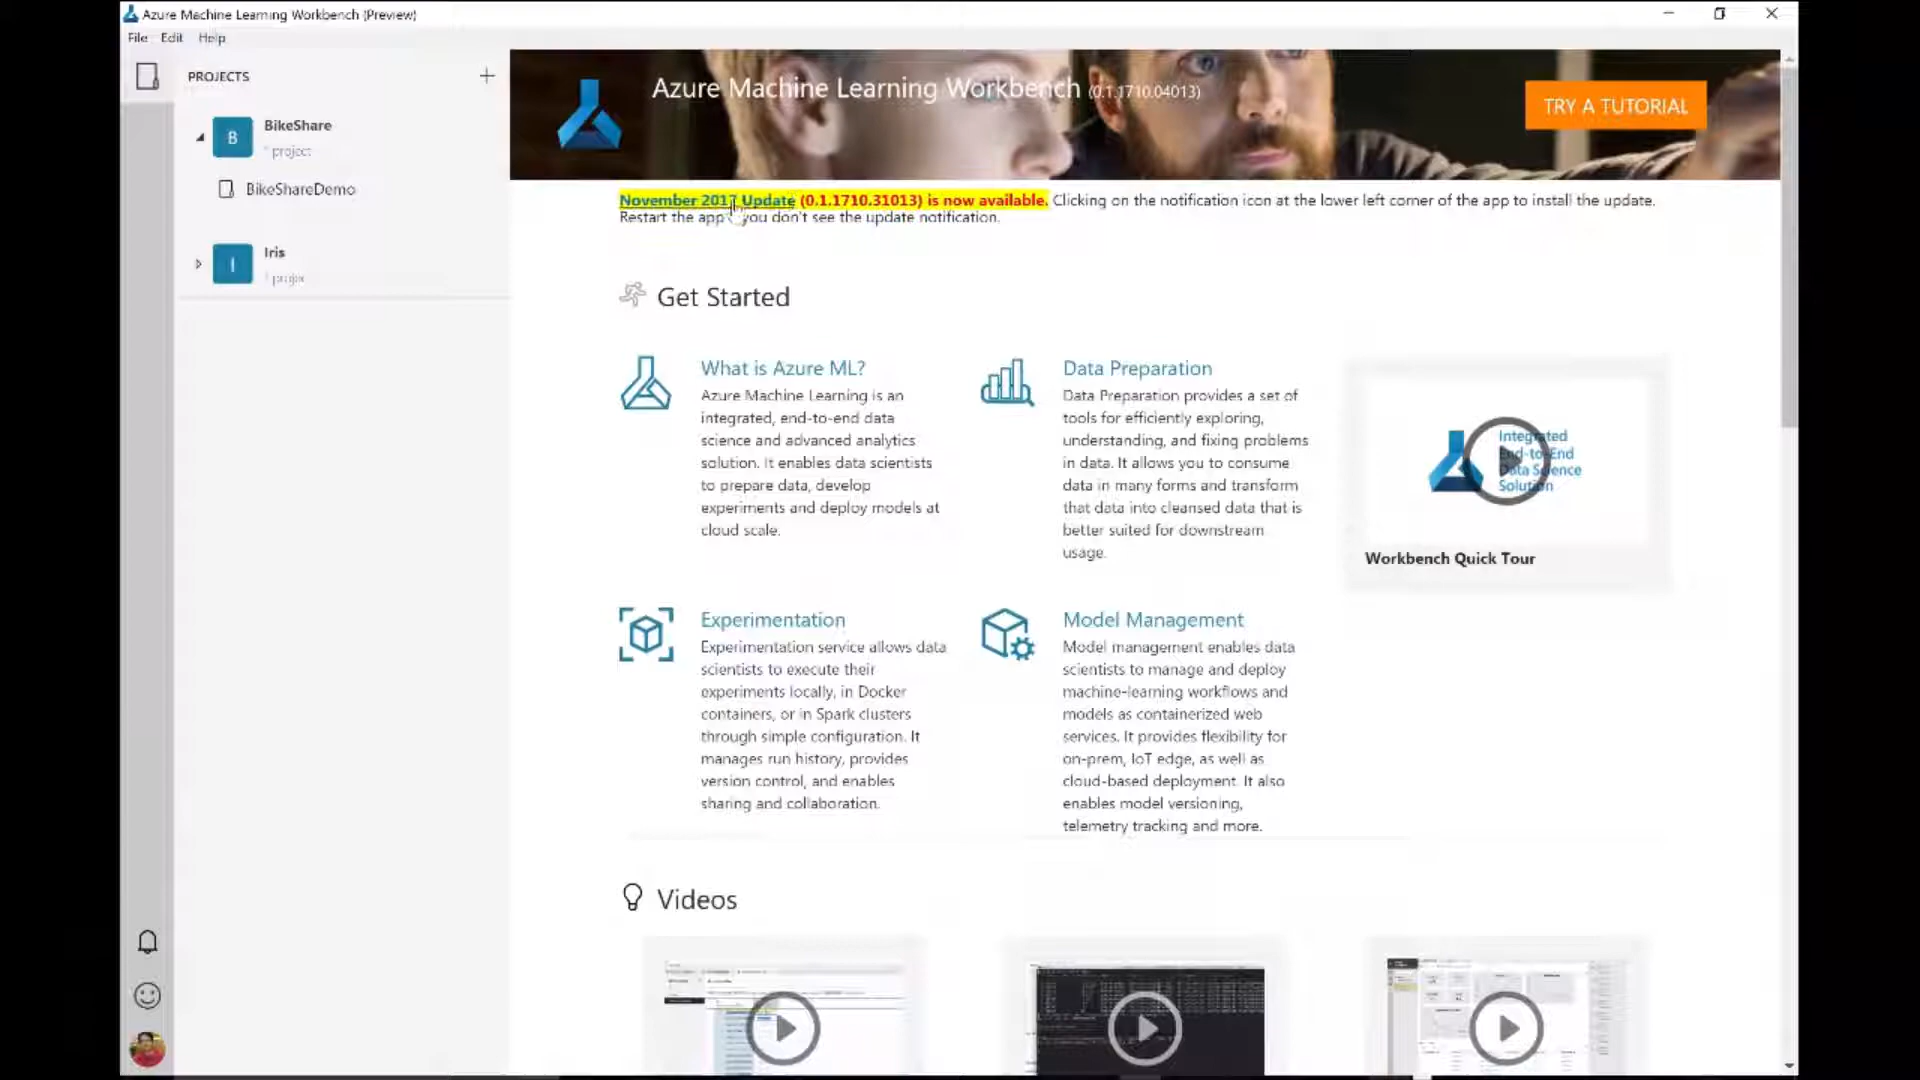 Azure Machine Learning Workbench (Preview)
File Edit Help
PROJECTS
B
BikeShare
1 project
BikeShareDemo
I
Iris
1 projec
Azure Machine Learning Workbench (0.1.1710.04013)
TRY A TUTORIAL
November 2017 Update (0.1.1710.31013) is now available. Clicking on the notification icon at the lower left corner of the app to install the update.
Restart the app you don't see the update notification.
Get Started
What is Azure ML?
Azure Machine Learning is an
integrated, end-to-end data
science and advanced analytics
solution. It enables data scientists
to prepare data, develop
experiments and deploy models at
cloud scale.
Data Preparation
Data Preparation provides a set of
tools for efficiently exploring,
understanding, and fixing problems
in data. It allows you to consume
data in many forms and transform
that data into cleansed data that is
better suited for downstream
usage.
Integrated
End-to-End
Data Science
Solution
Workbench Quick Tour
Experimentation
Experimentation service allows data
scientists to execute their
experiments locally, in Docker
containers, or in Spark clusters
through simple configuration. It
manages run history, provides
version control, and enables
sharing and collaboration.
Model Management
Model management enables data
scientists to manage and deploy
machine-learning workflows and
models as containerized web
services. It provides flexibility for
on-prem, IoT edge, as well as
cloud-based deployment. It also
enables model versioning,
telemetry tracking and more.
Videos